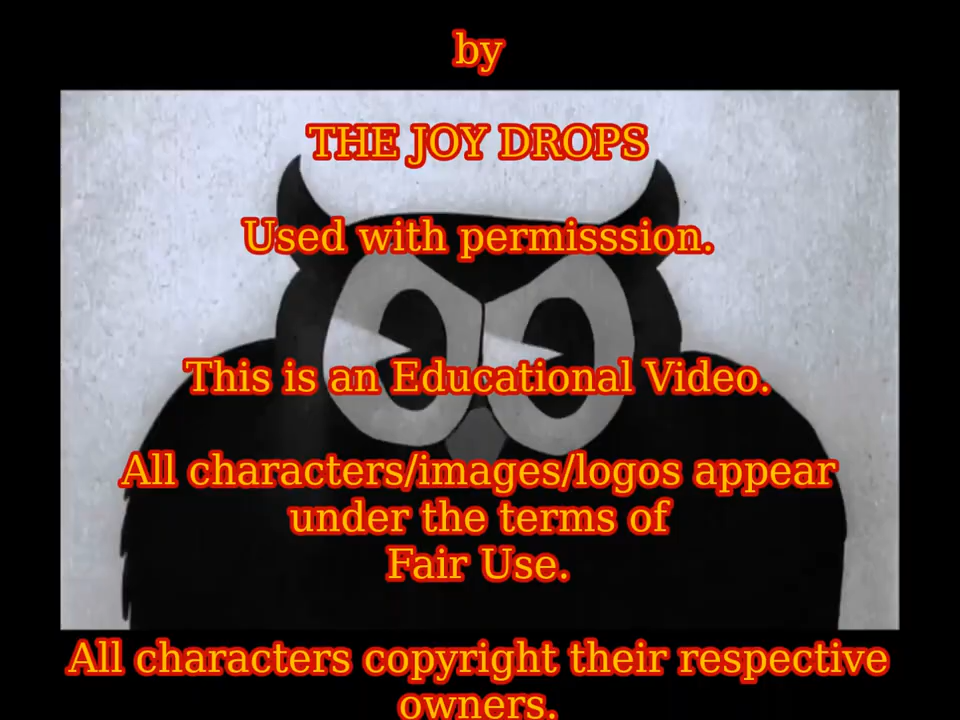 by
THE JOY DROPS
Used with permisssion.
This is an Educational Video.
All characters/images/logos appear
under the terms of
Fair Use.
All characters copyright their respective
owners.